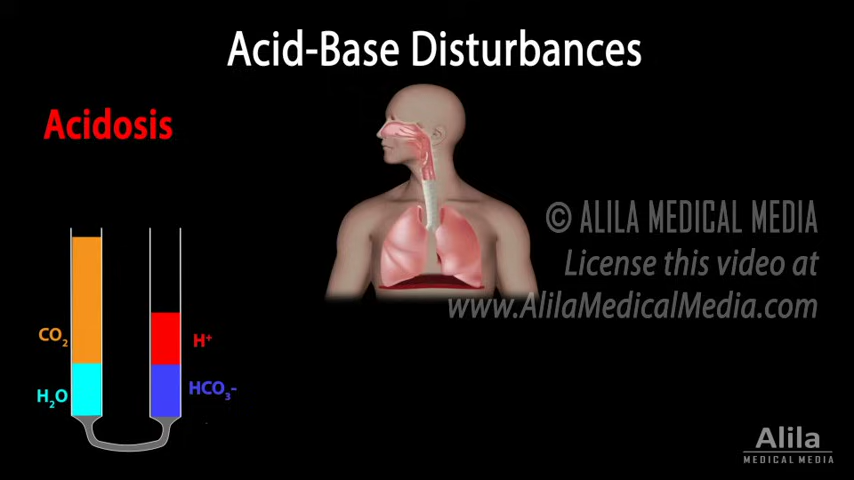 Acid-Base Disturbances
Acidosis
© ALILA MEDICAL MEDIA
License this video at
www.AlilaMedicalMedia.com
CO₂
H⁺
H₂O
HCO₃-
Alila
MEDICAL MEDIA